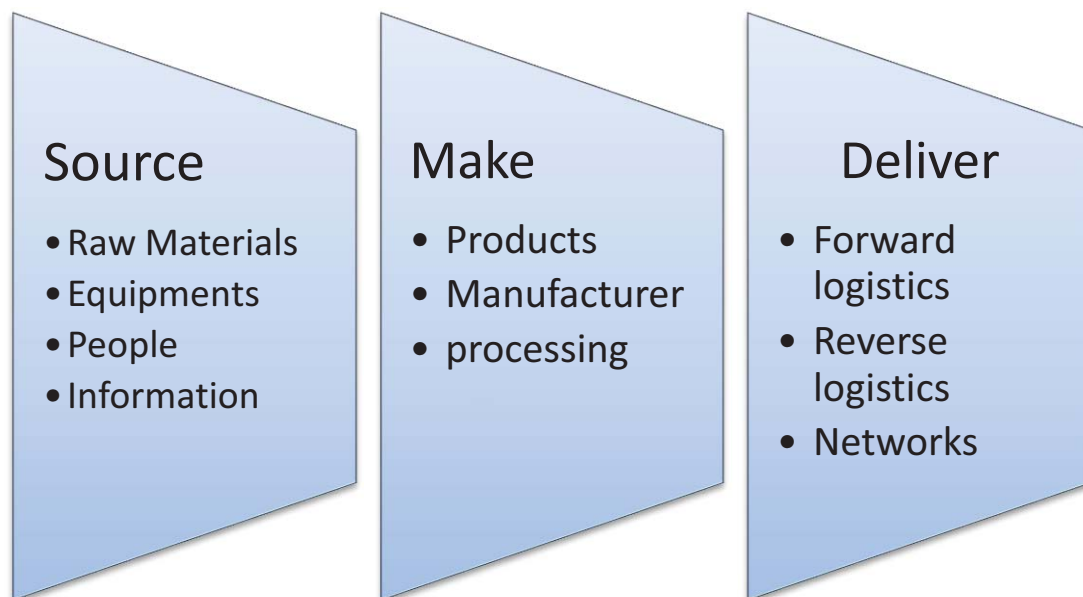 Source
• Raw Materials
• Equipments
• People
• Information
Make
• Products
• Manufacturer
• processing
Deliver
• Forward
logistics
• Reverse
logistics
• Networks